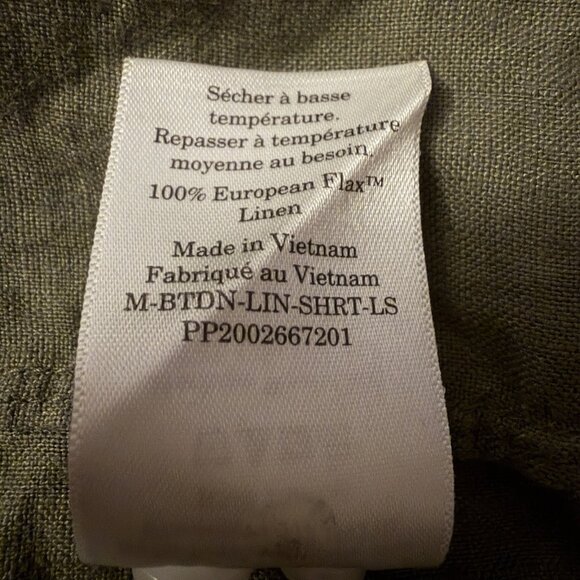 Sécher à basse
température.
Repasser à température
moyenne au besoin.
100% European Flax™
Linen
Made in Vietnam
Fabriqué au Vietnam
M-BTDN-LIN-SHRT-LS
PP2002667201